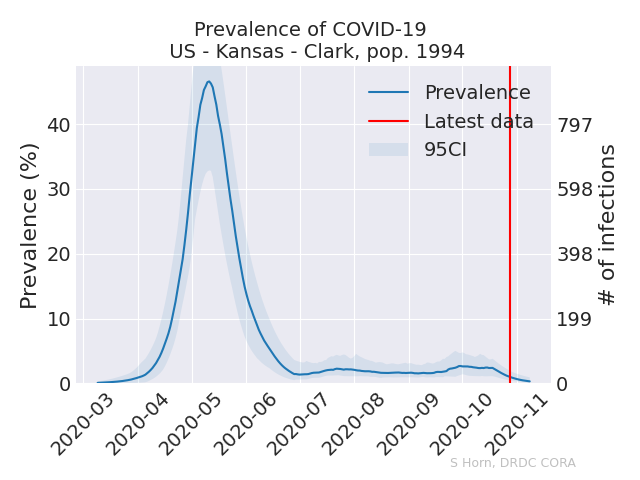 Prevalence of COVID-19
US - Kansas - Clark, pop. 1994
Prevalence
Latest data
95CI
Prevalence (%)
40
30
20
10
0
797
598
398
199
0
# of infections
2020-03
2020-04
2020-05
2020-06
2020-07
2020-08
2020-09
2020-10
2020-11
S Horn, DRDC CORA